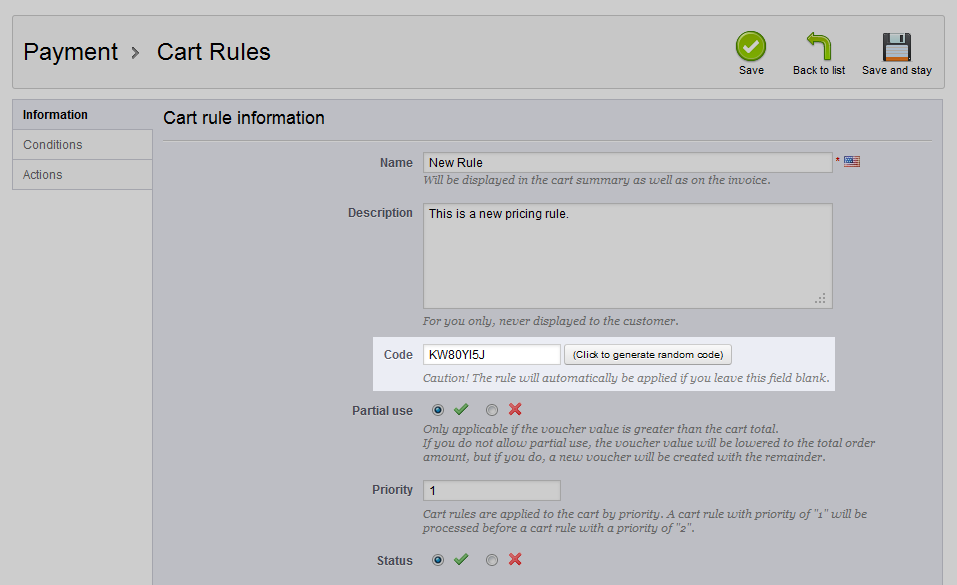 Payment > Cart Rules
Save
Back to list
Save and stay
Information
Conditions
Actions
Cart rule information
Name
New Rule
*
Will be displayed in the cart summary as well as on the invoice.
Description
This is a new pricing rule.
For you only, never displayed to the customer.
Code
KW80YI5J
(Click to generate random code)
Caution! The rule will automatically be applied if you leave this field blank.
Partial use
Only applicable if the voucher value is greater than the cart total.
If you do not allow partial use, the voucher value will be lowered to the total order
amount, but if you do, a new voucher will be created with the remainder.
Priority
1
Cart rules are applied to the cart by priority. A cart rule with priority of "1" will be
processed before a cart rule with a priority of "2".
Status